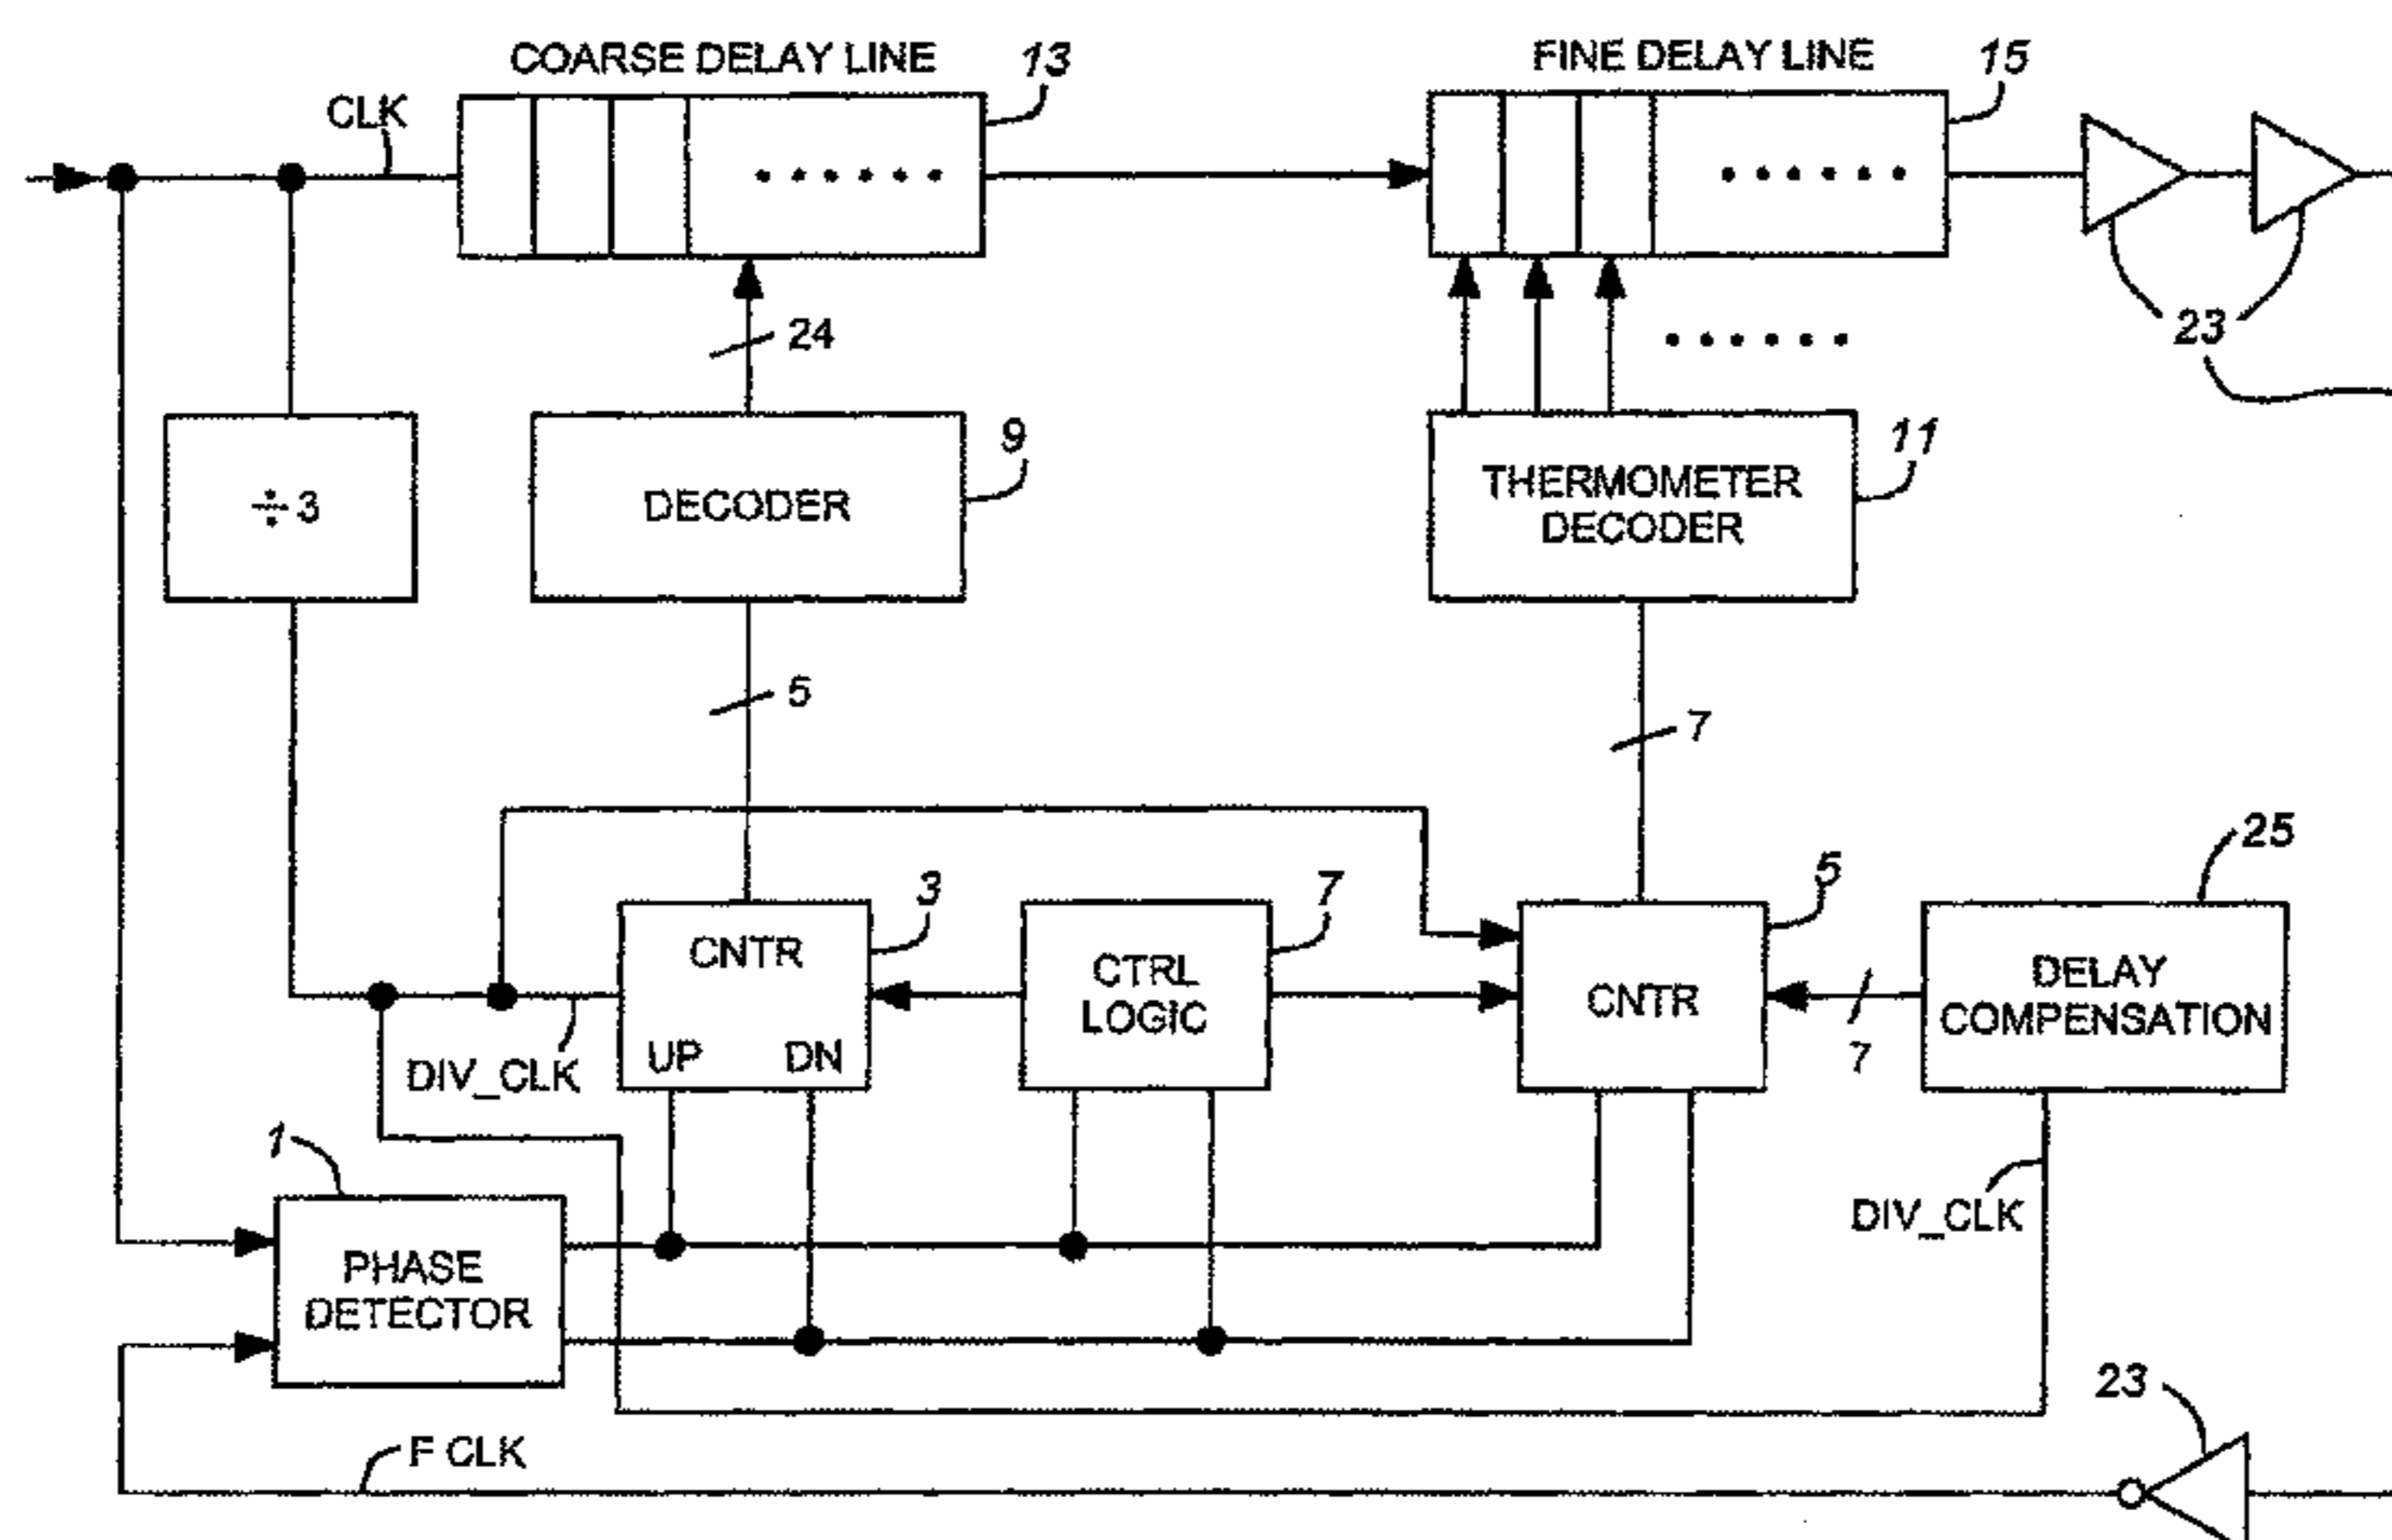 COARSE DELAY LINE
13
FINE DELAY LINE
15
CLK
24
23
÷3
DECODER
9
THERMOMETER
DECODER
11
5
7
25
CNTR
3
UP DN
CTRL
LOGIC
7
CNTR
5
7
DELAY
COMPENSATION
DIV_CLK
DIV_CLK
1
PHASE
DETECTOR
23
F CLK